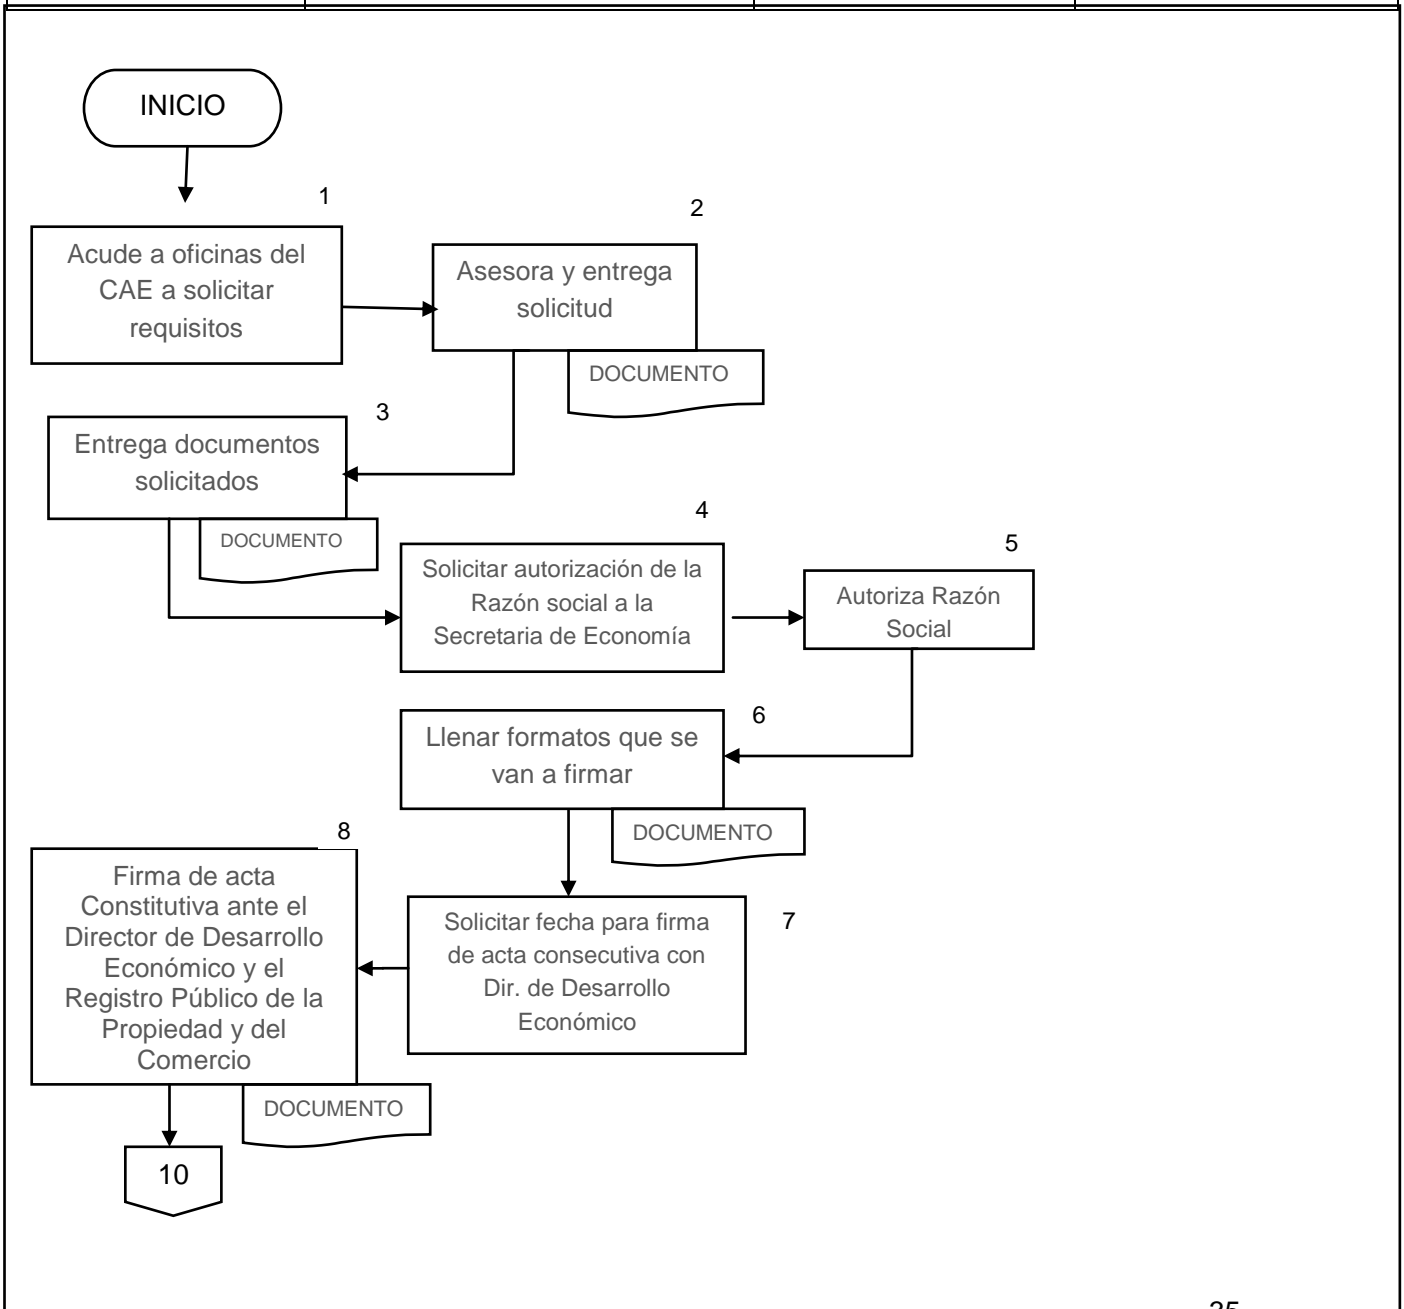 INICIO
1
Acude a oficinas del
CAE a solicitar
requisitos
2
Asesora y entrega
solicitud
DOCUMENTO
3
Entrega documentos
solicitados
DOCUMENTO
4
Solicitar autorización de la
Razón social a la
Secretaria de Economía
5
Autoriza Razón
Social
6
Llenar formatos que se
van a firmar
DOCUMENTO
7
Solicitar fecha para firma
de acta consecutiva con
Dir. de Desarrollo
Económico
8
Firma de acta
Constitutiva ante el
Director de Desarrollo
Económico y el
Registro Público de la
Propiedad y del
Comercio
DOCUMENTO
10